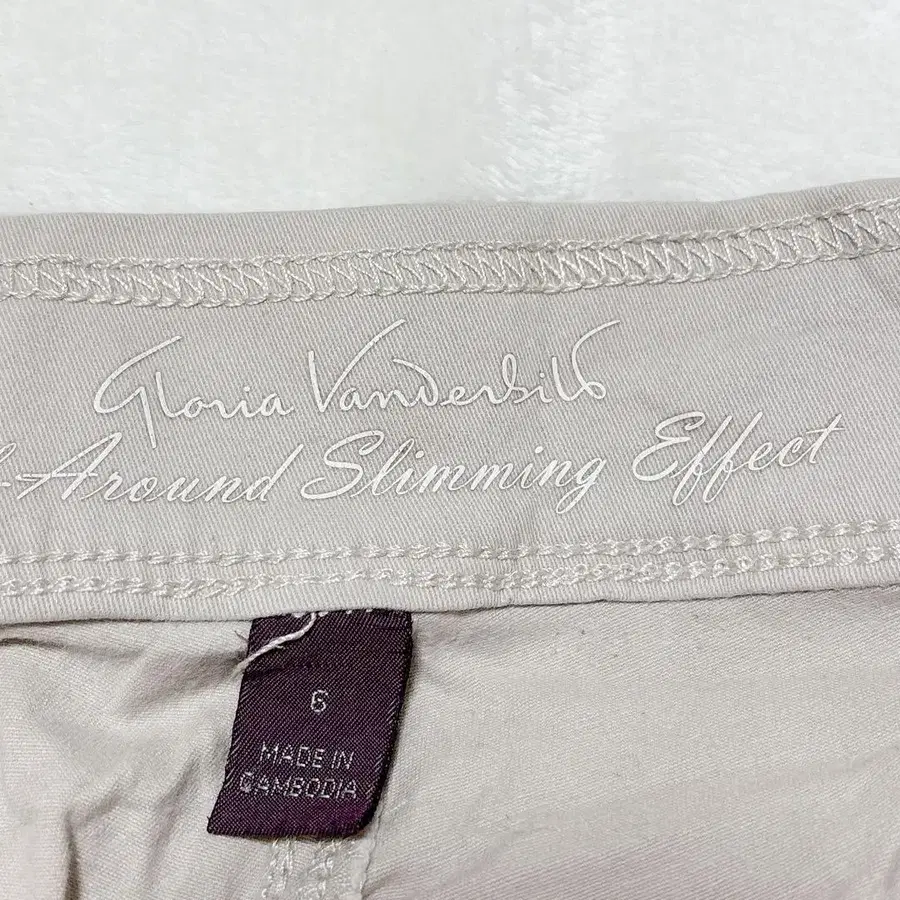 Gloria Vanderbilt
-Around Slimming Effect
6
MADE IN
CAMBODIA